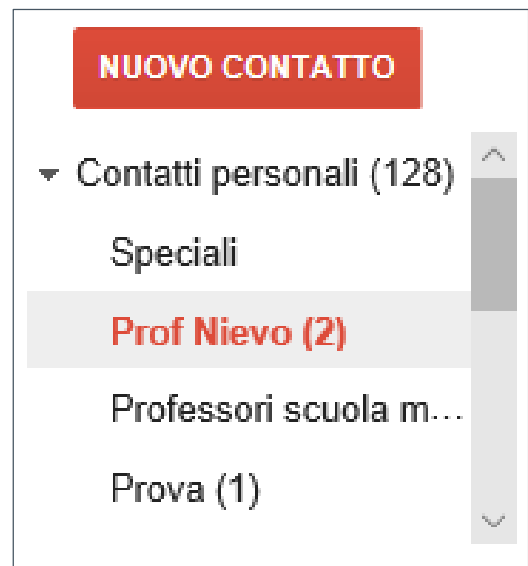 NUOVO CONTATTO
Contatti personali (128)
Speciali
Prof Nievo (2)
Professori scuola m...
Prova (1)